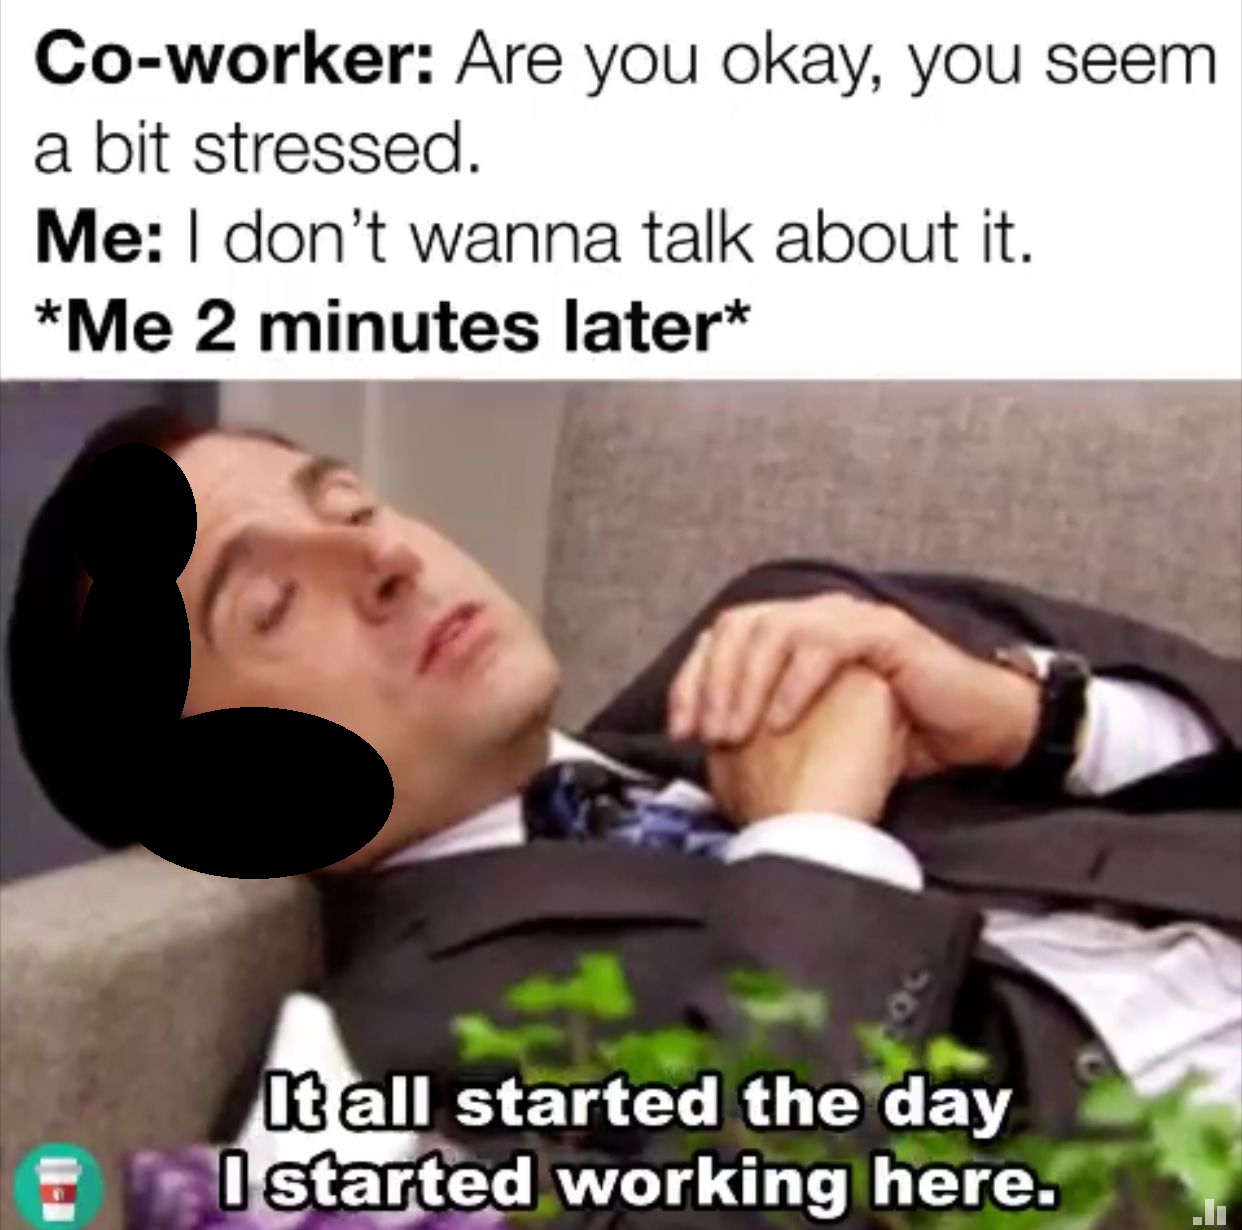 Co-worker: Are you okay, you seem
a bit stressed.
Me: I don’t wanna talk about it.
*Me 2 minutes later*
It all started the day
I started working here.